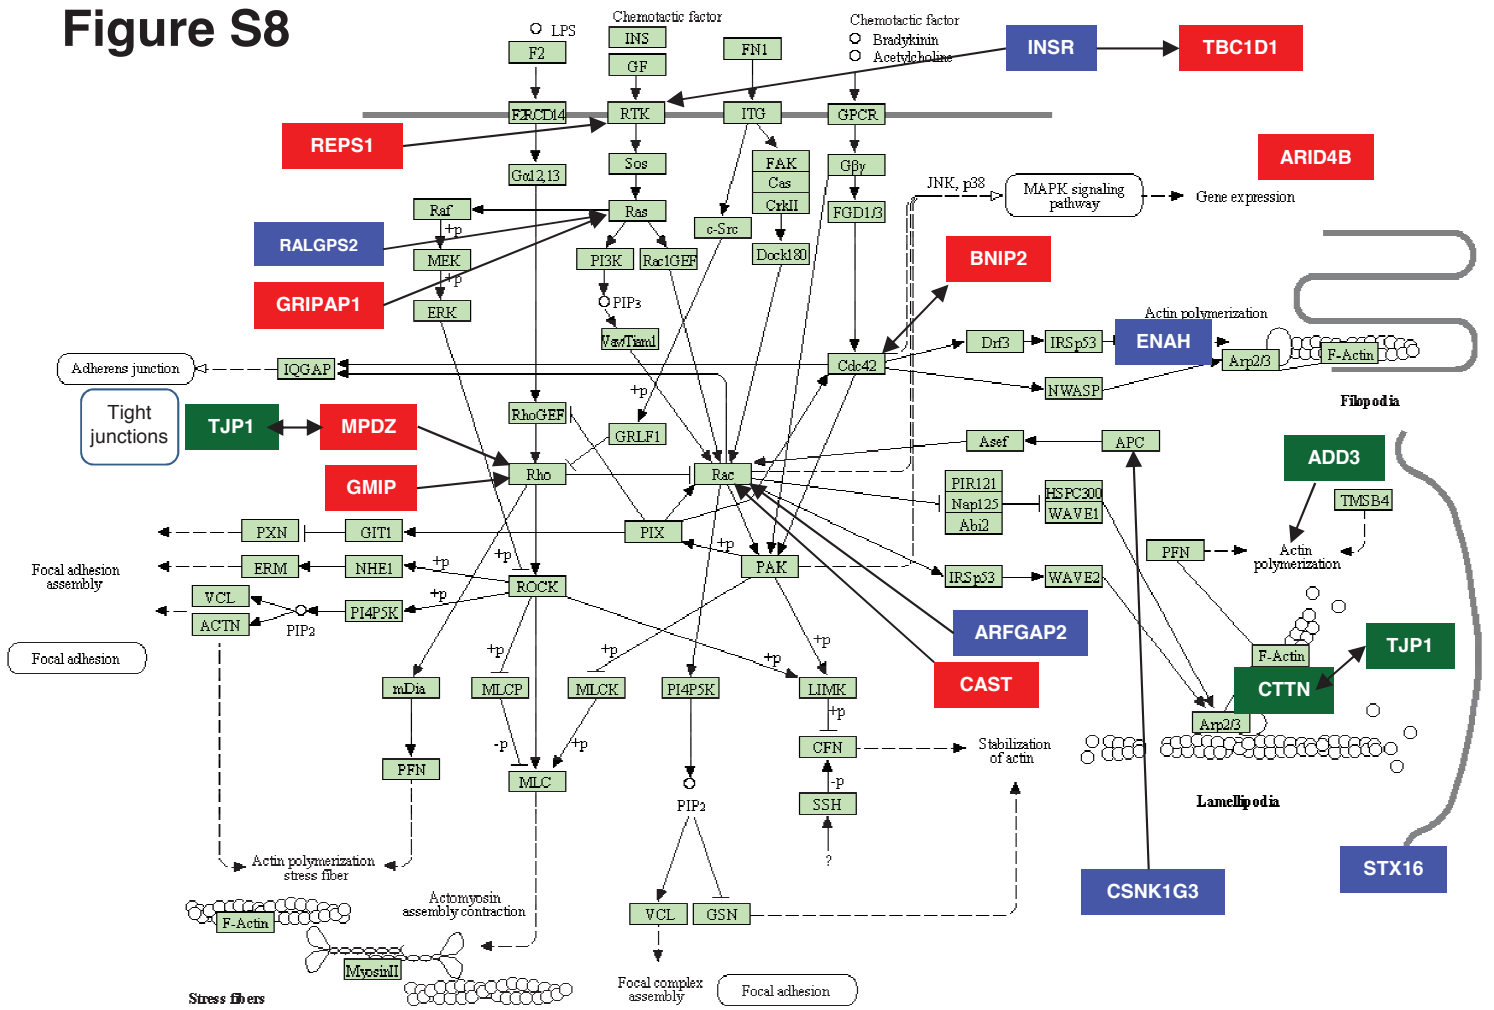 Figure S8
LPS
Chemotactic factor
Chemotactic factor
Bradykinin
Acetylcholine
INSR
TBC1D1
F2
INS
GF
FN1
RTK
ITG
GPCR
REPS1
ARID4B
Sos
FAK
Cas
CrkII
Gβγ
Gα12,13
JNK, p38
MAPK signaling
pathway
Gene expression
Raf
Ras
c-Src
FGD1/3
+p
RALGPS2
MEK
PI3K
Rac1GEF
Dock180
BNIP2
+p
GRIPAP1
ERK
PIP3
Actin polymerization
Vav/Tiam1
Drf3
IRSp53
ENAH
Arp2/3
F-Actin
Adherens junction
IQGAP
Cdc42
NWASP
+p
Filopodia
Tight
junctions
TJP1
MPDZ
RhoGEF
GRLF1
Asef
APC
ADD3
GMIP
Rho
Rac
PIR121
Nap125
Abi2
HSPC300
WAVE1
TMSB4
PXN
GIT1
PIX
PFN
Actin
polymerization
+p
+p
Focal adhesion
assembly
ERM
NHE1
+p
ROCK
PAK
IRSp53
WAVE2
VCL
ACTN
PIP2
PI4P5K
+p
ARFGAP2
TJP1
Focal adhesion
+p
+p
+p
+p
F-Actin
CAST
CTTN
mDia
MLCP
MLCK
PI4P5K
LIMK
+p
Arp2/3
-p
+p
CFN
Stabilization
of actin
PFN
MLC
-p
PIP2
SSH
Lamellipodia
?
Actin polymerization
stress fiber
STX16
CSNK1G3
Actomyosin
assembly contraction
F-Actin
VCL
GSN
MyosinII
Focal complex
assembly
Focal adhesion
Stress fibers